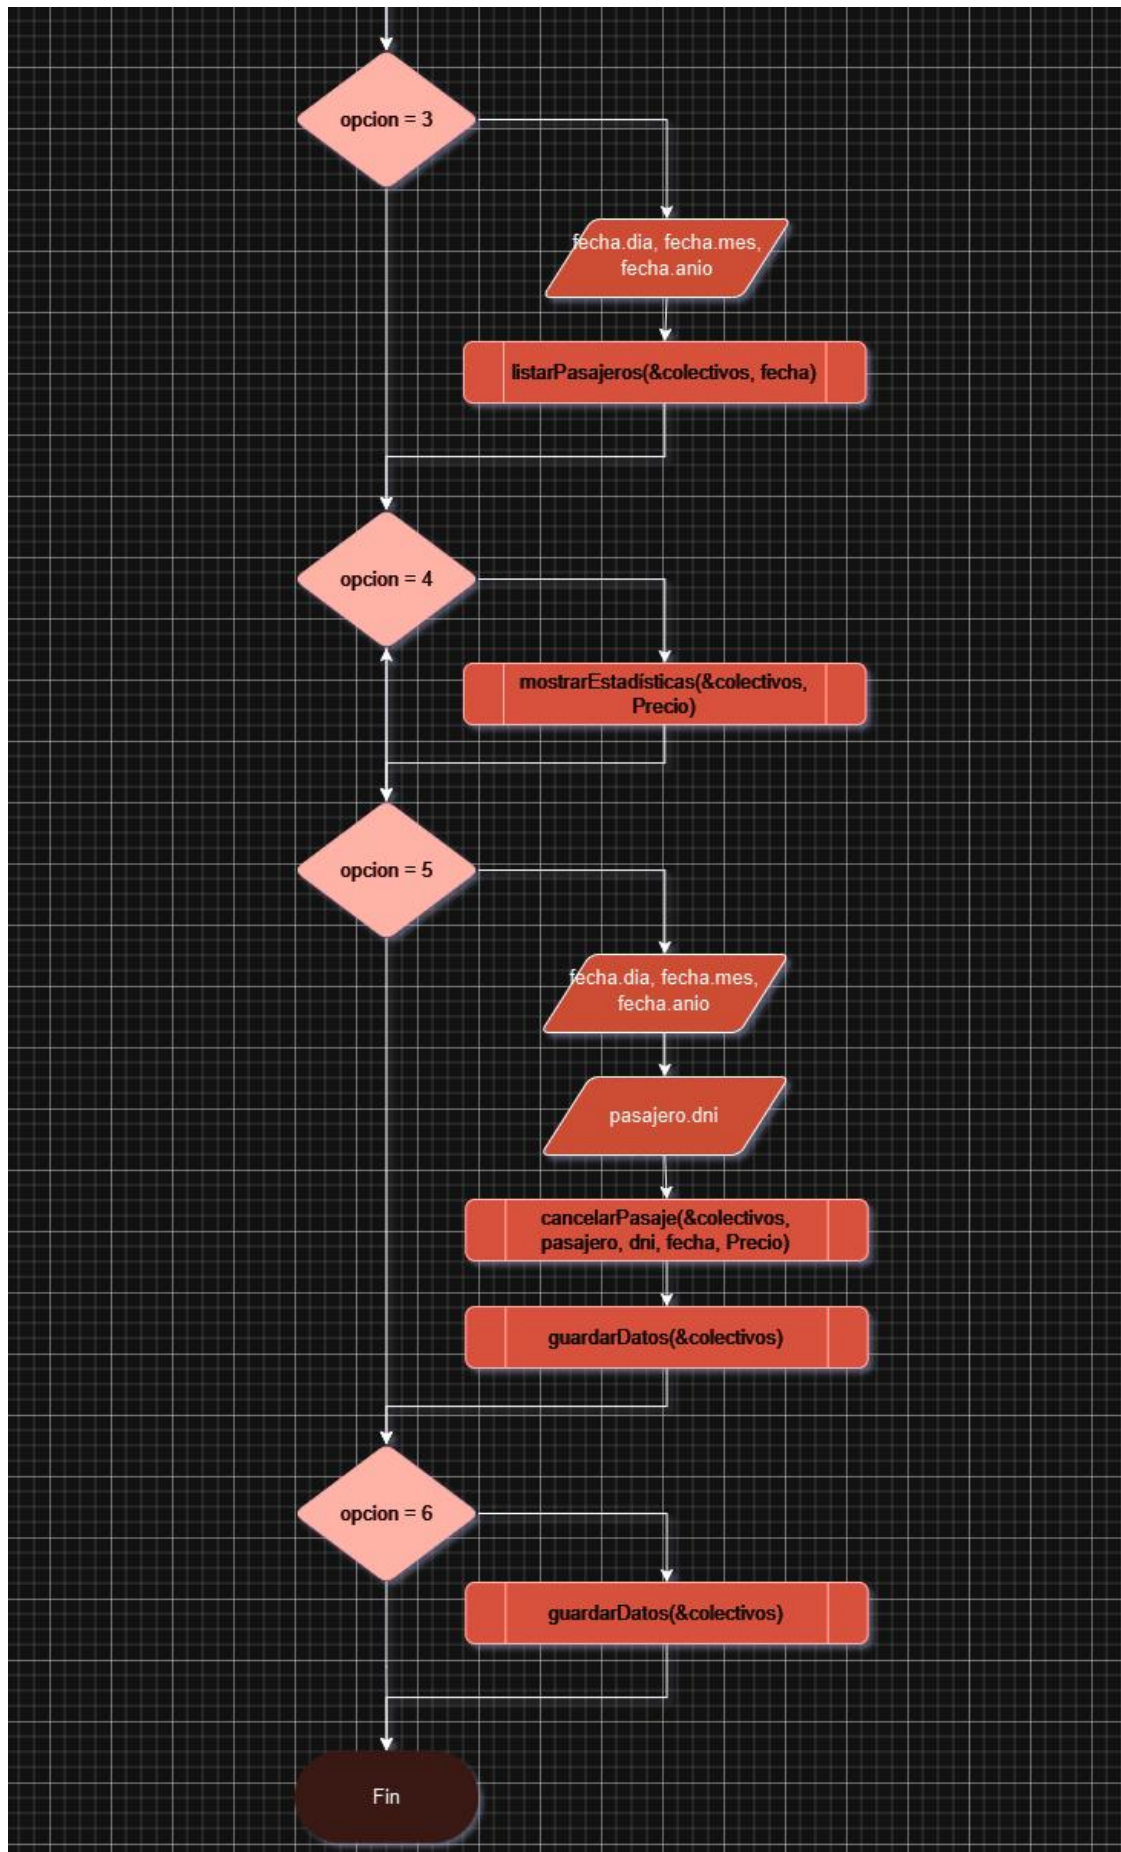 opcion = 3
fecha.dia, fecha.mes,
fecha.anio
listarPasajeros(&colectivos, fecha)
opcion = 4
mostrarEstadísticas(&colectivos,
Precio)
opcion = 5
fecha.dia, fecha.mes,
fecha.anio
pasajero.dni
cancelarPasaje(&colectivos,
pasajero, dni, fecha, Precio)
guardarDatos(&colectivos)
opcion = 6
guardarDatos(&colectivos)
Fin